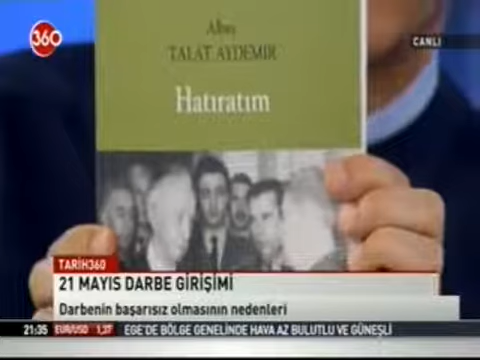 360
CANLI
Albay
TALAT AYDEMİR
Hatıratım
TARİH360
21 MAYIS DARBE GİRİŞİMİ
Darbenin başarısız olmasının nedenleri
21:35 EUR/USD 1,37 EGE'DE BÖLGE GENELİNDE HAVA AZ BULUTLU VE GÜNEŞLİ